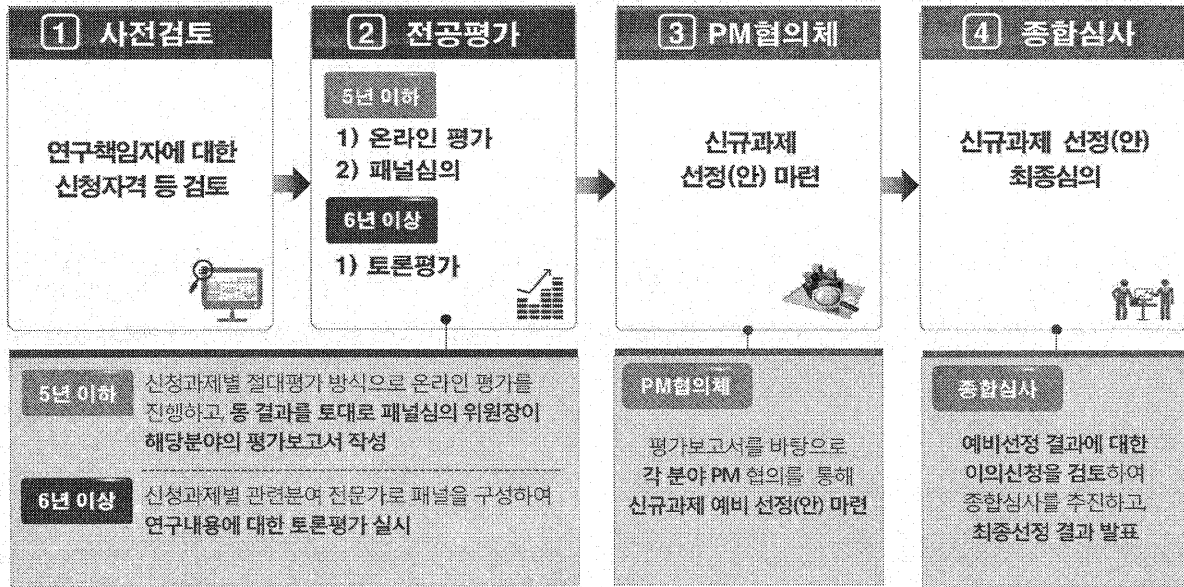 1 사전검토
연구책임자에 대한
신청자격 등 검토
2 전공평가
5년 이하
1) 온라인 평가
2) 패널심의
6년 이상
1) 토론평가
3 PM협의체
신규과제
선정(안) 마련
4 종합심사
신규과제 선정(안)
최종심의
5년 이하
신청과제별 절대평가 방식으로 온라인 평가를
진행하고, 동 결과를 토대로 패널심의 위원장이
해당분야의 평가보고서 작성
6년 이상
신청과제별 관련분여 전문가로 패널을 구성하여
연구내용에 대한 토론평가 실시
PM협의체
평가보고서를 바탕으로
각 분야 PM 협의를 통해
신규과제 예비 선정(안) 마련
종합심사
예비선정 결과에 대한
이의신청을 검토하여
종합심사를 추진하고,
최종선정 결과 발표